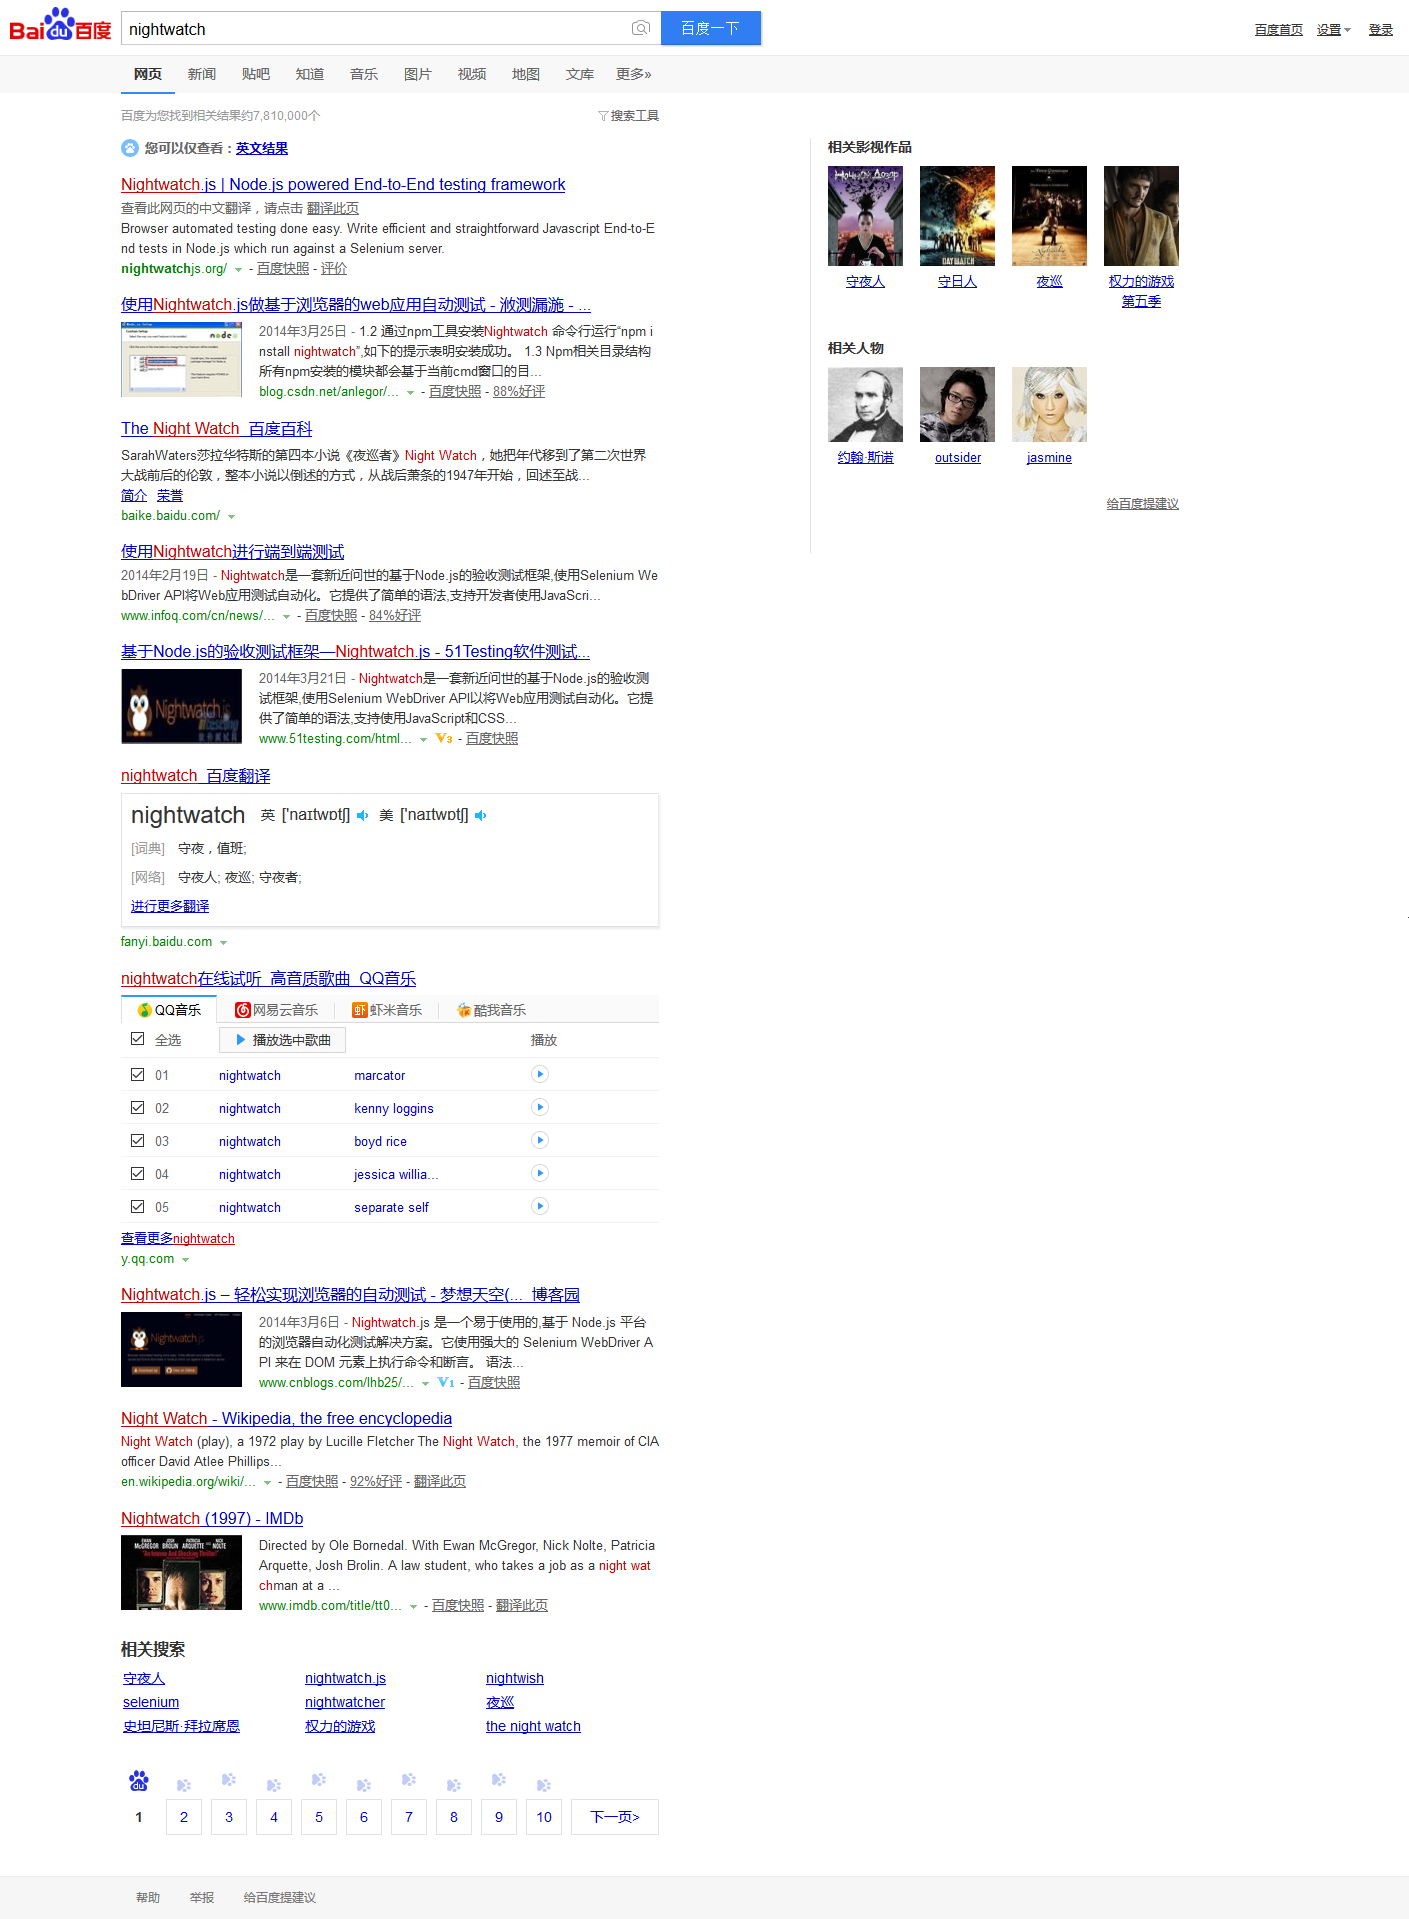 Bai du 百度
nightwatch
百度一下
百度首页 设置 登录
网页 新闻 贴吧 知道 音乐 图片 视频 地图 文库 更多»
百度为您找到相关结果约7,810,000个
搜索工具
您可以仅查看：英文结果
Nightwatch.js | Node.js powered End-to-End testing framework
查看此网页的中文翻译，请点击 翻译此页
Browser automated testing done easy. Write efficient and straightforward Javascript End-to-E
nd tests in Node.js which run against a Selenium server.
nightwatchjs.org/ - 百度快照 - 评价
使用Nightwatch.js做基于浏览器的web应用自动测试 - 浟测漏湤 - ...
2014年3月25日 - 1.2 通过npm工具安装Nightwatch 命令行运行“npm i
nstall nightwatch”,如下的提示表明安装成功。 1.3 Npm相关目录结构
所有npm安装的模块都会基于当前cmd窗口的目...
blog.csdn.net/anlegor/... - 百度快照 - 88%好评
The Night Watch_百度百科
SarahWaters莎拉华特斯的第四本小说《夜巡者》Night Watch，她把年代移到了第二次世界
大战前后的伦敦，整本小说以倒述的方式，从战后萧条的1947年开始，回述至战...
简介 荣誉
baike.baidu.com/
使用Nightwatch进行端到端测试
2014年2月19日 - Nightwatch是一套新近问世的基于Node.js的验收测试框架,使用Selenium We
bDriver API将Web应用测试自动化。它提供了简单的语法,支持开发者使用JavaScri...
www.infoq.com/cn/news/... - 百度快照 - 84%好评
基于Node.js的验收测试框架—Nightwatch.js - 51Testing软件测试...
Nightwatch.js
2014年3月21日 - Nightwatch是一套新近问世的基于Node.js的验收测
试框架,使用Selenium WebDriver API以将Web应用测试自动化。它提
供了简单的语法,支持使用JavaScript和CSS...
www.51testing.com/html... V3 - 百度快照
nightwatch_百度翻译
nightwatch 英 ['naɪtwɒtʃ] 美 ['naɪtwɒtʃ]
[词典] 守夜，值班;
[网络] 守夜人; 夜巡; 守夜者;
进行更多翻译
fanyi.baidu.com
nightwatch在线试听_高音质歌曲_QQ音乐
QQ音乐 网易云音乐 虾 虾米音乐 酷我音乐
全选 播放选中歌曲 播放
01 nightwatch marcator
02 nightwatch kenny loggins
03 nightwatch boyd rice
04 nightwatch jessica willia...
05 nightwatch separate self
查看更多nightwatch
y.qq.com
Nightwatch.js – 轻松实现浏览器的自动测试 - 梦想天空(..._博客园
Nightwatch.js
2014年3月6日 - Nightwatch.js 是一个易于使用的,基于 Node.js 平台
的浏览器自动化测试解决方案。它使用强大的 Selenium WebDriver A
PI 来在 DOM 元素上执行命令和断言。 语法...
www.cnblogs.com/lhb25/... V1 - 百度快照
Night Watch - Wikipedia, the free encyclopedia
Night Watch (play), a 1972 play by Lucille Fletcher The Night Watch, the 1977 memoir of CIA
officer David Atlee Phillips...
en.wikipedia.org/wiki/... - 百度快照 - 92%好评 - 翻译此页
Nightwatch (1997) - IMDb
EWAN McGREGOR JOSH BROLIN PATRICIA ARQUETTE NICK NOLTE
Directed by Ole Bornedal. With Ewan McGregor, Nick Nolte, Patricia
Arquette, Josh Brolin. A law student, who takes a job as a night wat
chman at a ...
www.imdb.com/title/tt0... - 百度快照 - 翻译此页
相关搜索
守夜人 nightwatch.js nightwish
selenium nightwatcher 夜巡
史坦尼斯·拜拉席恩 权力的游戏 the night watch
du
1 2 3 4 5 6 7 8 9 10 下一页>
帮助 举报 给百度提建议
相关影视作品
НОЧНОЙ ДОЗОР
DAY WATCH
守夜人 守日人 夜巡 权力的游戏
第五季
相关人物
约翰·斯诺 outsider jasmine
给百度提建议